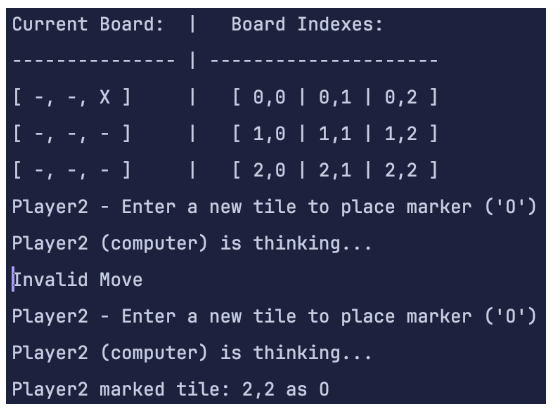 Current Board:  |   Board Indexes:
--------------- | ---------------------
[ -, -, X ]     |   [ 0,0 | 0,1 | 0,2 ]
[ -, -, - ]     |   [ 1,0 | 1,1 | 1,2 ]
[ -, -, - ]     |   [ 2,0 | 2,1 | 2,2 ]
Player2 - Enter a new tile to place marker ('O')
Player2 (computer) is thinking...
Invalid Move
Player2 - Enter a new tile to place marker ('O')
Player2 (computer) is thinking...
Player2 marked tile: 2,2 as O